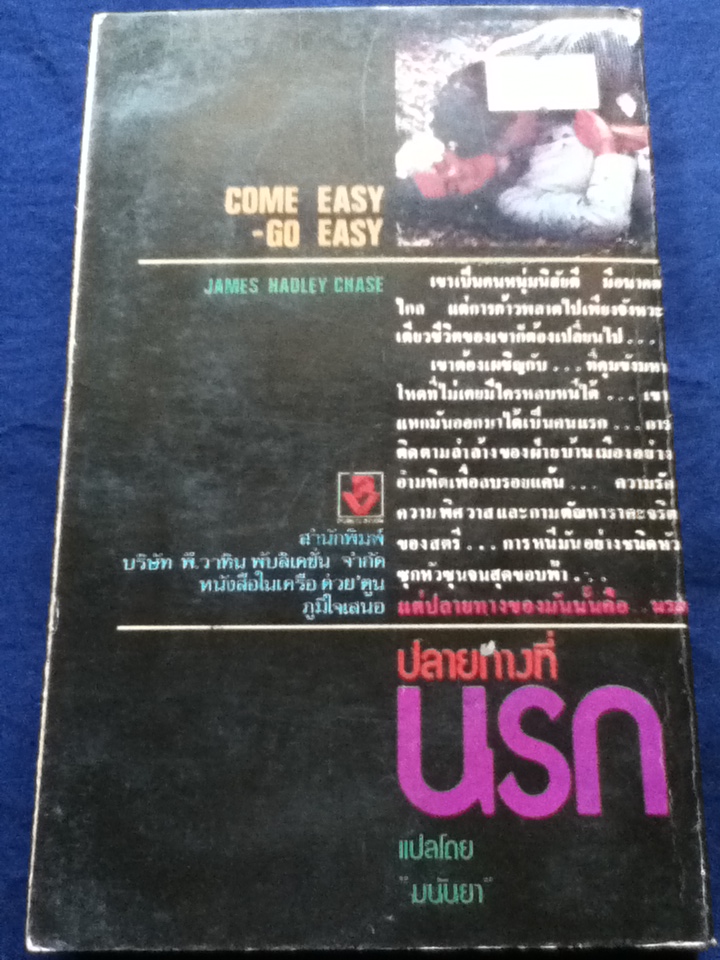 COME EASY
-GO EASY
JAMES HADLEY CHASE
เขาเป็นคนหนุ่มนิสัยดี มีอนาคต
ไกล แต่การก้าวพลาดไปเพียงจังหวะ
เดียวชีวิตของเขาก็ต้องเปลี่ยนไป...
เขาต้องเผชิญกับ...ที่คุมขังมหา
โหดที่ไม่เคยมีใครหลบหนีได้ ...เขา
แหกมันออกมาได้เป็นคนแรก ...การ
ติดตามล่าล้างของฝ่ายบ้านเมืองอย่าง
อำมหิตเพื่อลบรอยแค้น... ความรัก
ความพิศวาสและกามตัณหาราคะจริต
ของสตรี ...การหนีมันอย่างชนิดหัว
ซุกหัวซุนจนสุดขอบฟ้า...
แต่ปลายทางของมันนั้นคือ..นรก
สำนักพิมพ์
บริษัท พี.วาทิน พับลิเคชั่น จำกัด
หนังสือในเครือ ต่วย'ตูน
ภูมิใจเสนอ
ปลายทางที่
นรก
แปลโดย
"มนันยา"